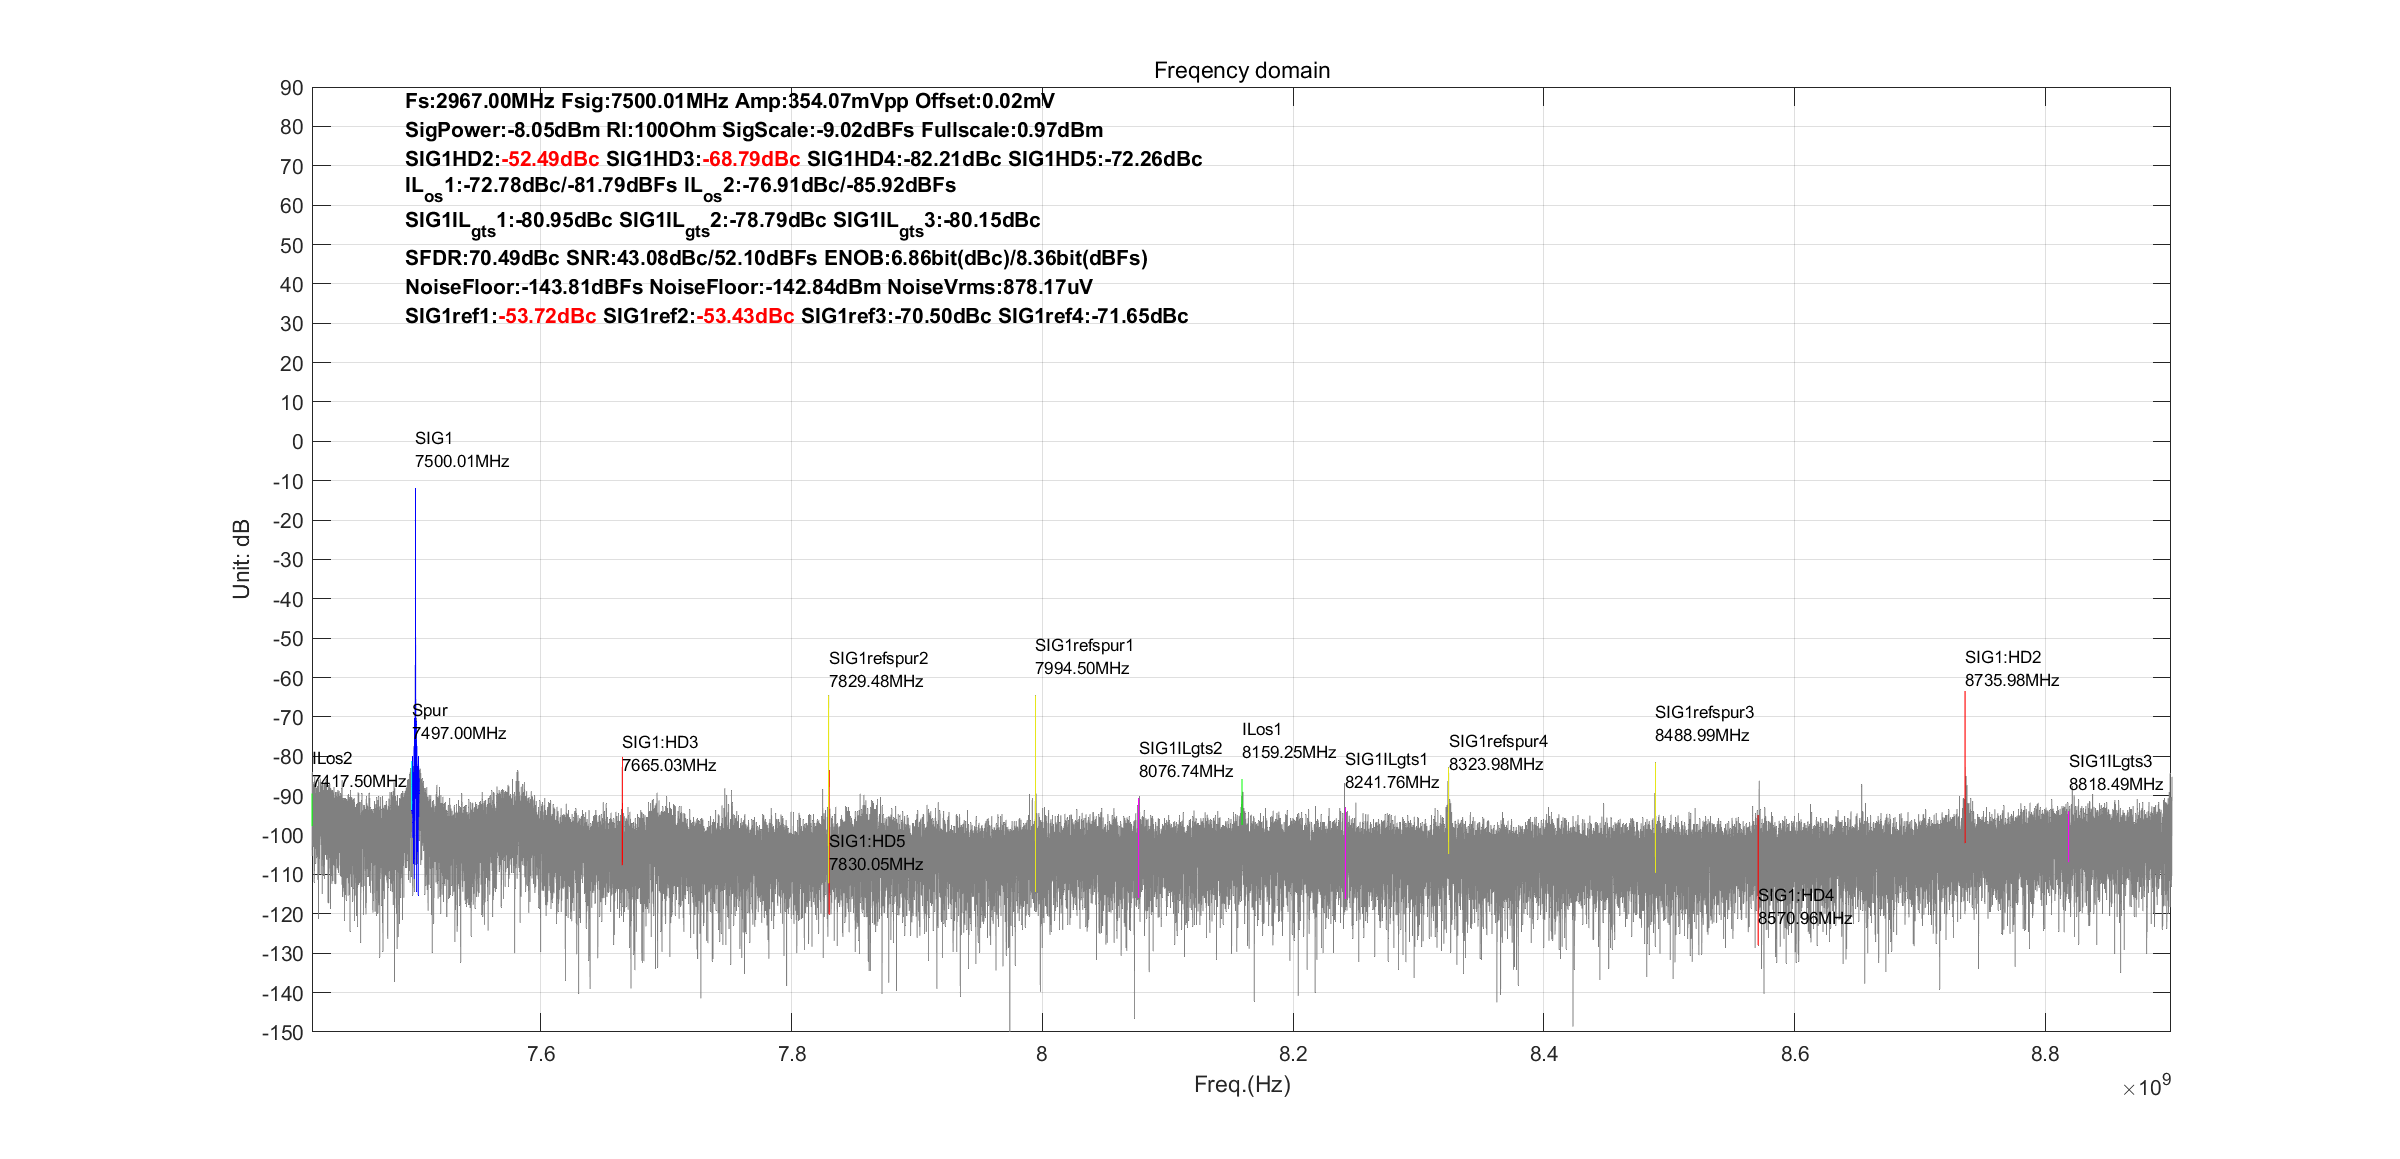 Freqency domain
Fs:2967.00MHz Fsig:7500.01MHz Amp:354.07mVpp Offset:0.02mV
SigPower:-8.05dBm Rl:100Ohm SigScale:-9.02dBFs Fullscale:0.97dBm
SIG1HD2:-52.49dBc SIG1HD3:-68.79dBc SIG1HD4:-82.21dBc SIG1HD5:-72.26dBc
ILos1:-72.78dBc/-81.79dBFs ILos2:-76.91dBc/-85.92dBFs
SIG1ILgts1:-80.95dBc SIG1ILgts2:-78.79dBc SIG1ILgts3:-80.15dBc
SFDR:70.49dBc SNR:43.08dBc/52.10dBFs ENOB:6.86bit(dBc)/8.36bit(dBFs)
NoiseFloor:-143.81dBFs NoiseFloor:-142.84dBm NoiseVrms:878.17uV
SIG1ref1:-53.72dBc SIG1ref2:-53.43dBc SIG1ref3:-70.50dBc SIG1ref4:-71.65dBc
90
80
70
60
50
40
30
20
10
0
-10
-20
-30
-40
-50
-60
-70
-80
-90
-100
-110
-120
-130
-140
-150
Unit: dB
SIG1
7500.01MHz
Spur
7497.00MHz
ILos2
7417.50MHz
SIG1:HD3
7665.03MHz
SIG1refspur2
7829.48MHz
SIG1:HD5
7830.05MHz
SIG1refspur1
7994.50MHz
SIG1ILgts2
8076.74MHz
ILos1
8159.25MHz
SIG1ILgts1
8241.76MHz
SIG1refspur4
8323.98MHz
SIG1refspur3
8488.99MHz
SIG1:HD4
8570.96MHz
SIG1:HD2
8735.98MHz
SIG1ILgts3
8818.49MHz
7.6 7.8 8 8.2 8.4 8.6 8.8
×10^9
Freq.(Hz)